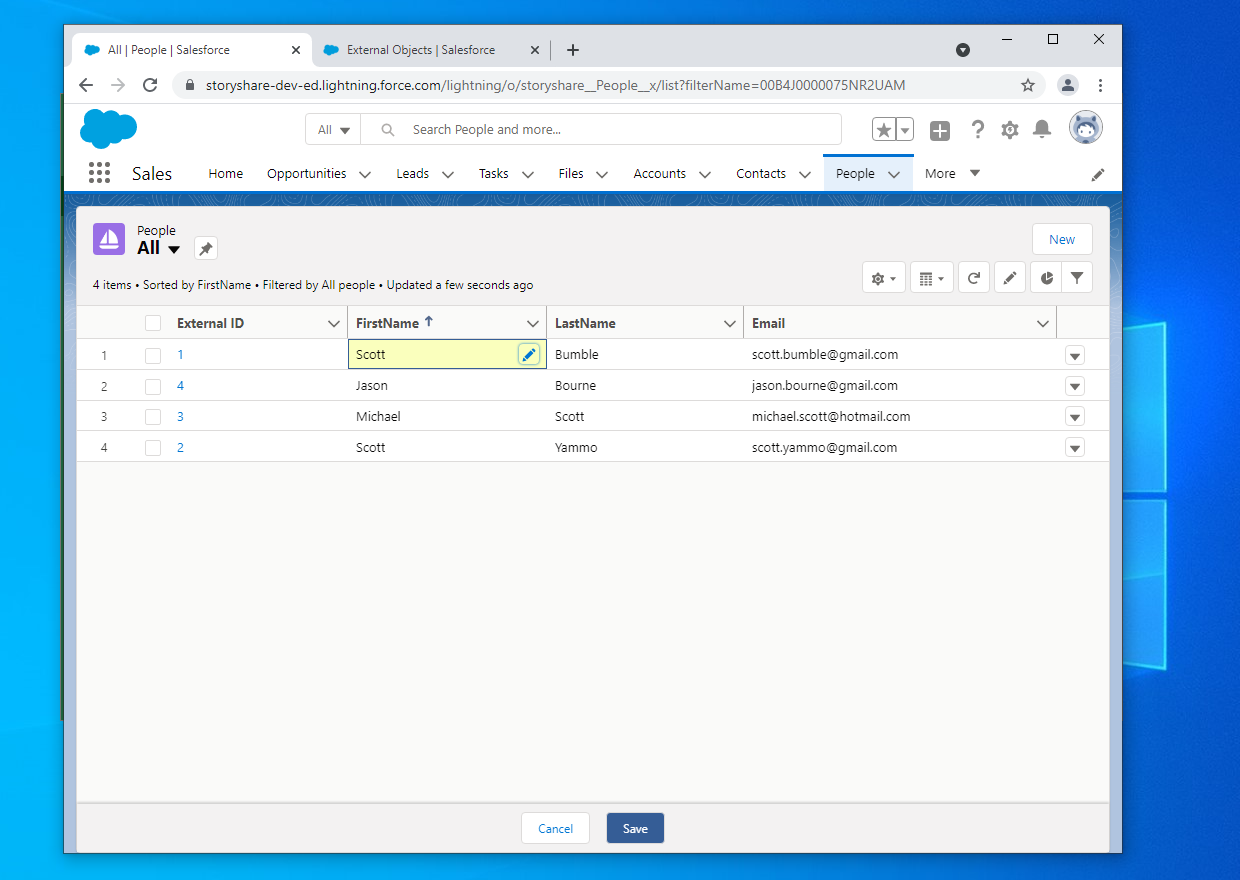 All | People | Salesforce
External Objects | Salesforce
storyshare-dev-ed.lightning.force.com/lightning/o/storyshare__People__x/list?filterName=00B4J0000075NR2UAM
All
Search People and more...
Sales
Home
Opportunities
Leads
Tasks
Files
Accounts
Contacts
People
More
People
All
New
4 items • Sorted by FirstName • Filtered by All people • Updated a few seconds ago
External ID FirstName LastName Email
1 1 Scott Bumble scott.bumble@gmail.com
2 4 Jason Bourne jason.bourne@gmail.com
3 3 Michael Scott michael.scott@hotmail.com
4 2 Scott Yammo scott.yammo@gmail.com
Cancel
Save